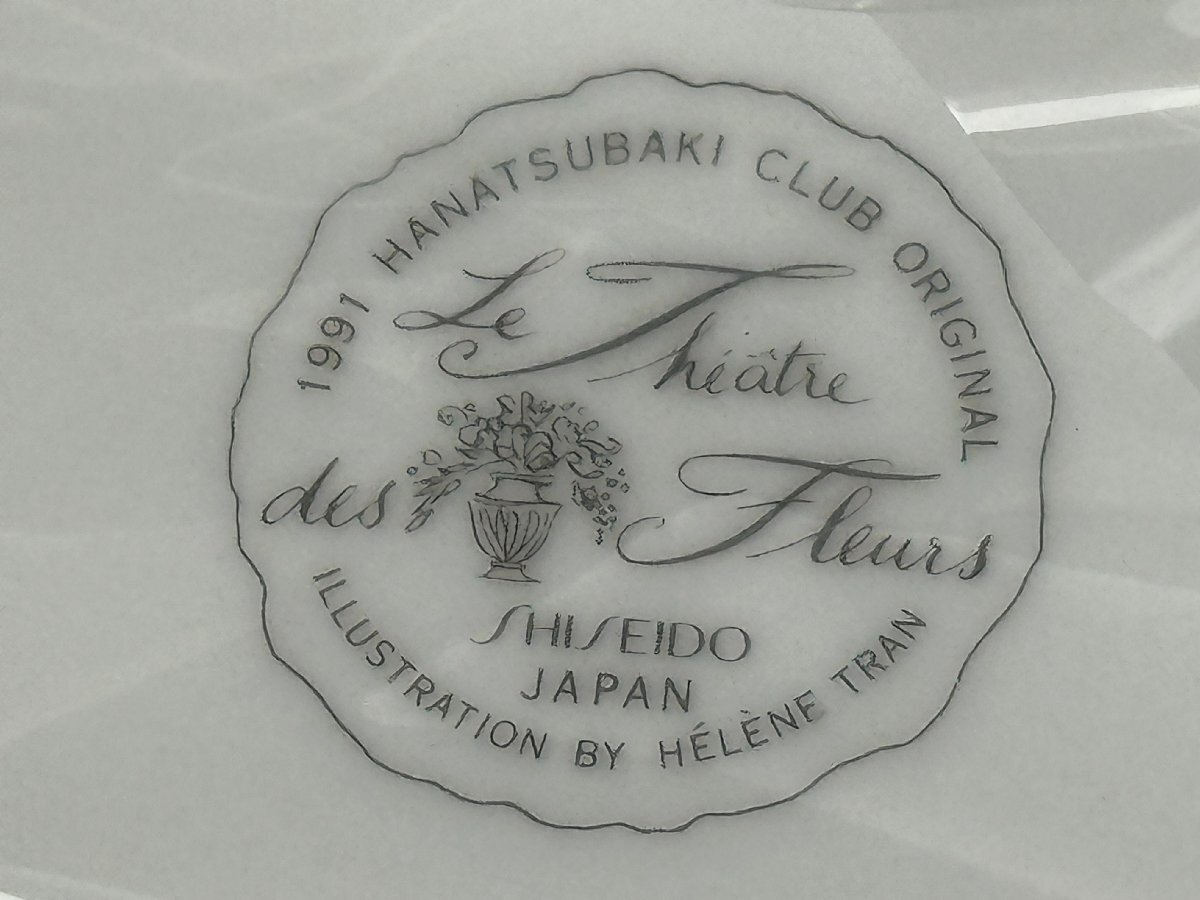 1991 HANATSUBAKI CLUB ORIGINAL
Le Théâtre
des Fleurs
SHISEIDO
JAPAN
ILLUSTRATION BY HÉLÈNE TRAN